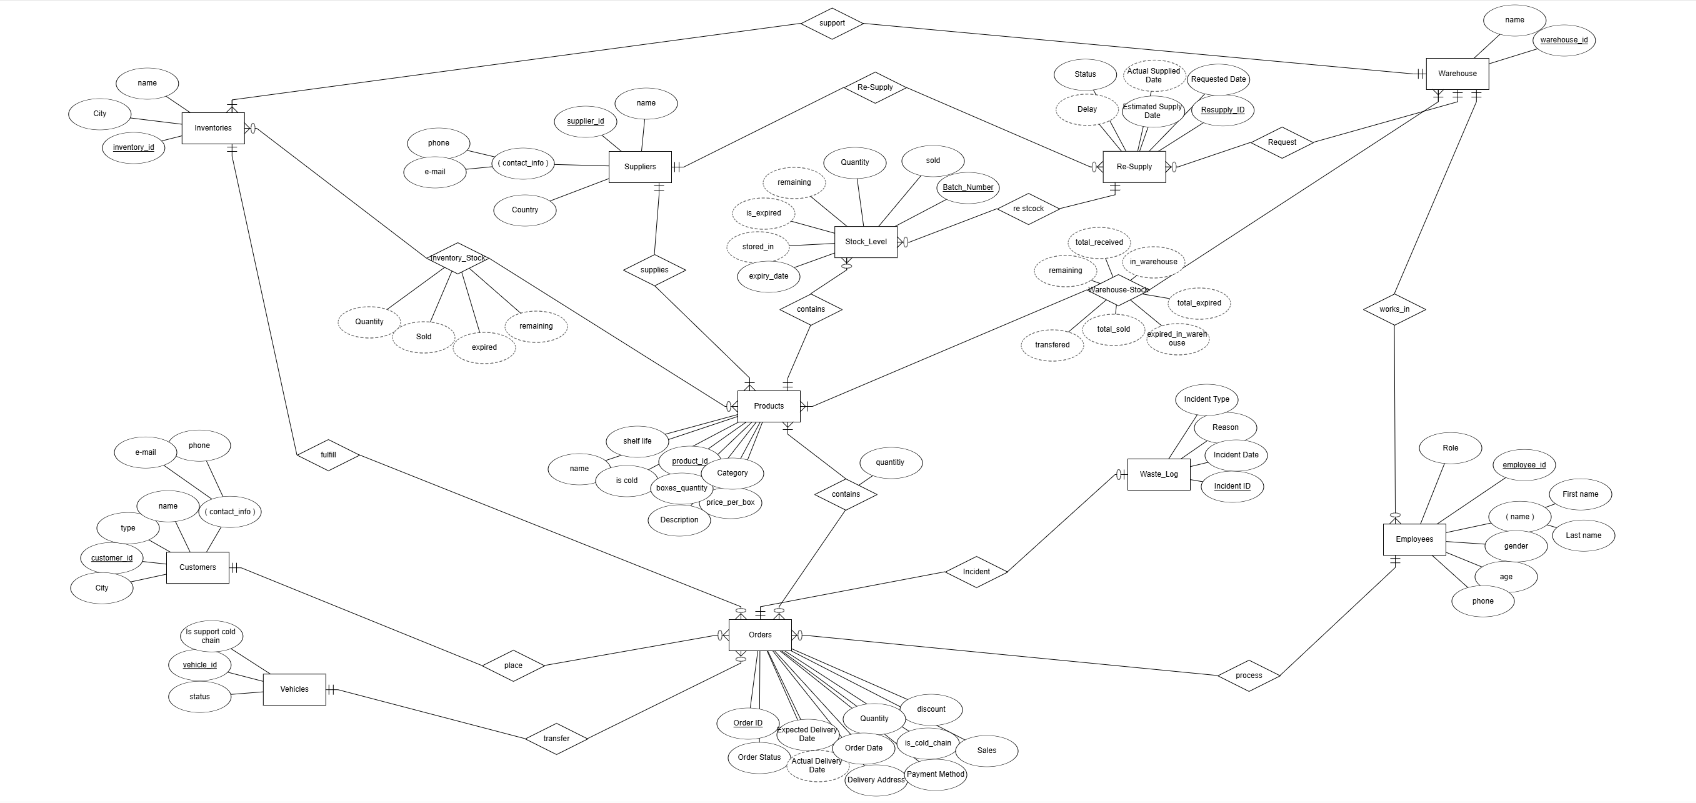 support
name
warehouse_id
Warehouse
name
City
Inventories
inventory_id
Re-Supply
Status
Actual Supplied
Date
Requested Date
Delay
Estimated Supply
Date
Resupply_ID
Re-Supply
Request
supplier_id
name
phone
( contact_info )
e-mail
Suppliers
Country
Quantity
sold
remaining
Batch_Number
is_expired
Stock_Level
stored_in
expiry_date
re stcock
Inventory_Stock
Quantity
Sold
expired
remaining
supplies
contains
total_received
in_warehouse
remaining
Warehouse-Stock
total_expired
total_sold
expired_in_wareh
ouse
transfered
works_in
Products
shelf life
name
product_id
is cold
Category
boxes_quantity
price_per_box
Description
contains
quantitiy
Incident Type
Reason
Incident Date
Waste_Log
Incident ID
Role
employee_id
First name
( name )
Last name
Employees
gender
age
phone
fulfill
e-mail
phone
name
( contact_info )
type
customer_id
Customers
City
Incident
Orders
place
process
Is support cold
chain
vehicle_id
Vehicles
status
transfer
Order ID
Expected Delivery
Date
Quantity
discount
Order Status
Actual Delivery
Date
Order Date
is_cold_chain
Sales
Delivery Address
Payment Method